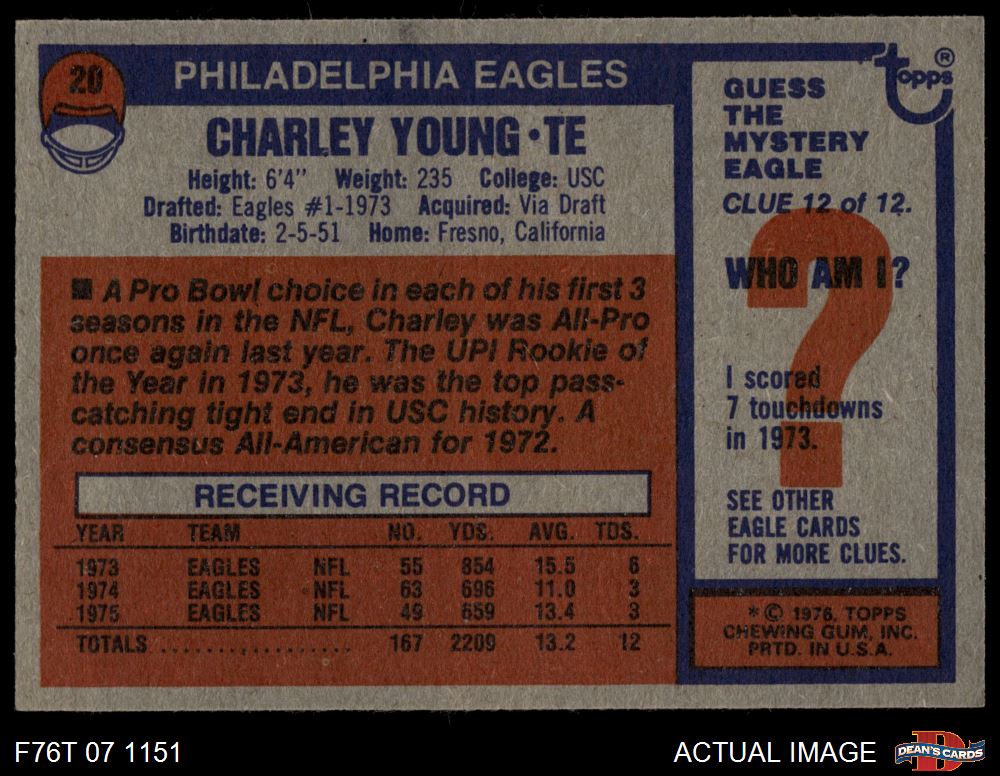 20
PHILADELPHIA EAGLES
CHARLEY YOUNG • TE
Height: 6'4" Weight: 235 College: USC
Drafted: Eagles #1-1973 Acquired: Via Draft
Birthdate: 2-5-51 Home: Fresno, California
■ A Pro Bowl choice in each of his first 3
seasons in the NFL, Charley was All-Pro
once again last year. The UPI Rookie of
the Year in 1973, he was the top pass-
catching tight end in USC history. A
consensus All-American for 1972.
RECEIVING RECORD
YEAR TEAM NO. YDS. AVG. TDS.
1973 EAGLES NFL 55 854 15.5 6
1974 EAGLES NFL 63 696 11.0 3
1975 EAGLES NFL 49 659 13.4 3
TOTALS .................. 167 2209 13.2 12
topps®
GUESS
THE
MYSTERY
EAGLE
CLUE 12 of 12.
WHO AM I?
?
I scored
7 touchdowns
in 1973.
SEE OTHER
EAGLE CARDS
FOR MORE CLUES.
* © 1976, TOPPS
CHEWING GUM, INC.
PRTD. IN U.S.A.
F76T 07 1151
ACTUAL IMAGE
D
DEAN'S CARDS